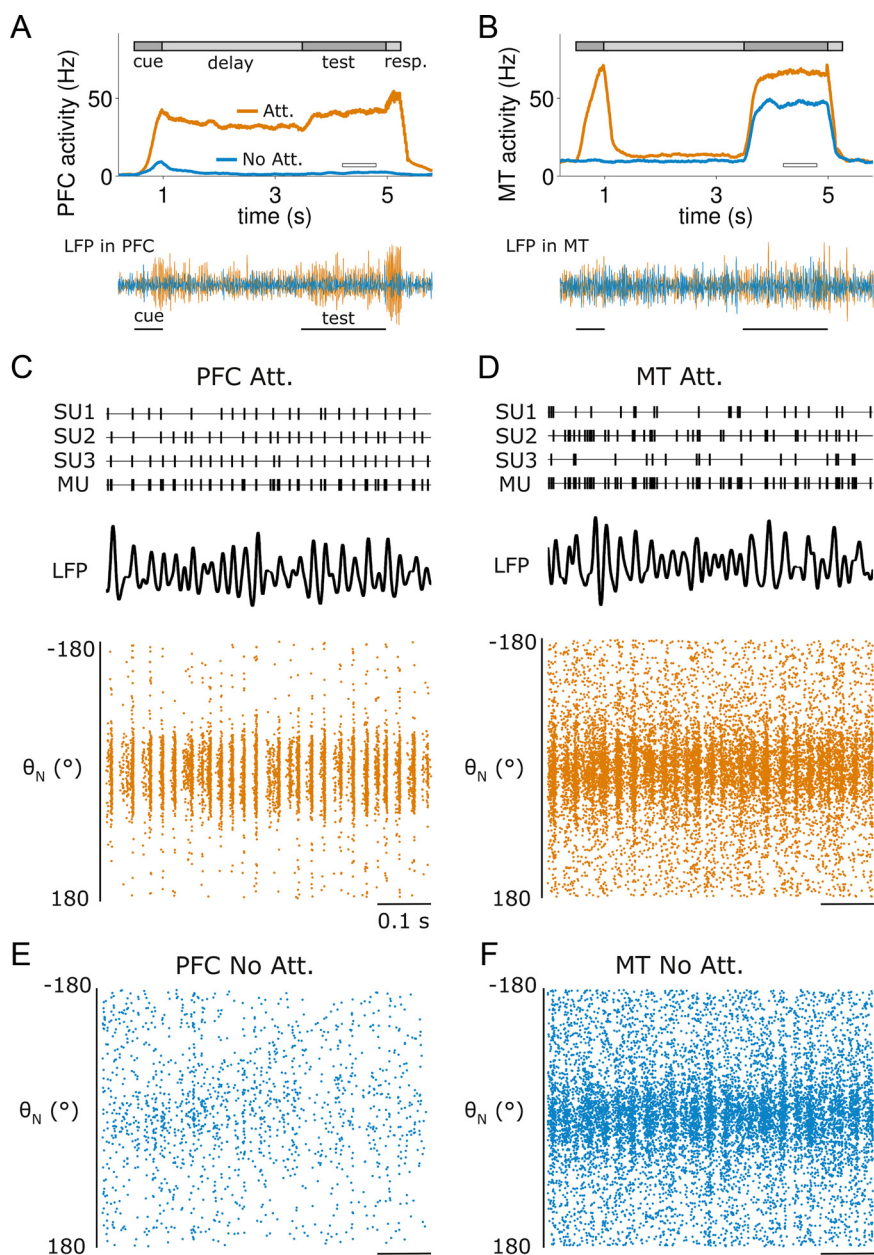 A
cue delay test resp.
PFC activity (Hz)
50
0
Att.
No Att.
1 3 5
time (s)
LFP in PFC
cue test
B
MT activity (Hz)
50
0
1 3 5
time (s)
LFP in MT
C PFC Att.
SU1
SU2
SU3
MU
LFP
-180
θN (°)
180
0.1 s
D MT Att.
SU1
SU2
SU3
MU
LFP
-180
θN (°)
180
E PFC No Att.
-180
θN (°)
180
F MT No Att.
-180
θN (°)
180